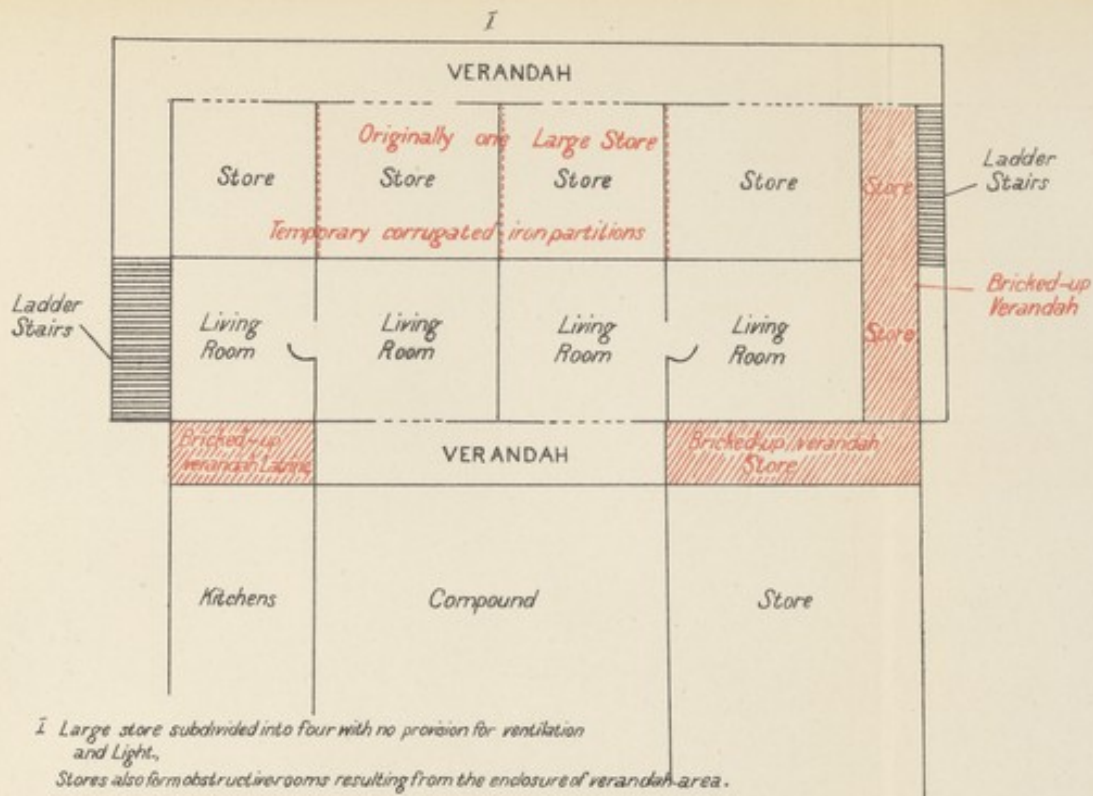 I
VERANDAH
Originally one Large Store
Store
Store
Store
Store
Store
Ladder
Stairs
Temporary corrugated iron partitions
Ladder
Stairs
Living
Room
Living
Room
Living
Room
Living
Room
Store
Bricked-up
Verandah
Bricked-up
verandah Latrine
VERANDAH
Bricked-up verandah
Store
Kitchens
Compound
Store
I Large store subdivided into four with no provision for ventilation
and Light,
Stores also form obstructive rooms resulting from the enclosure of verandah area.